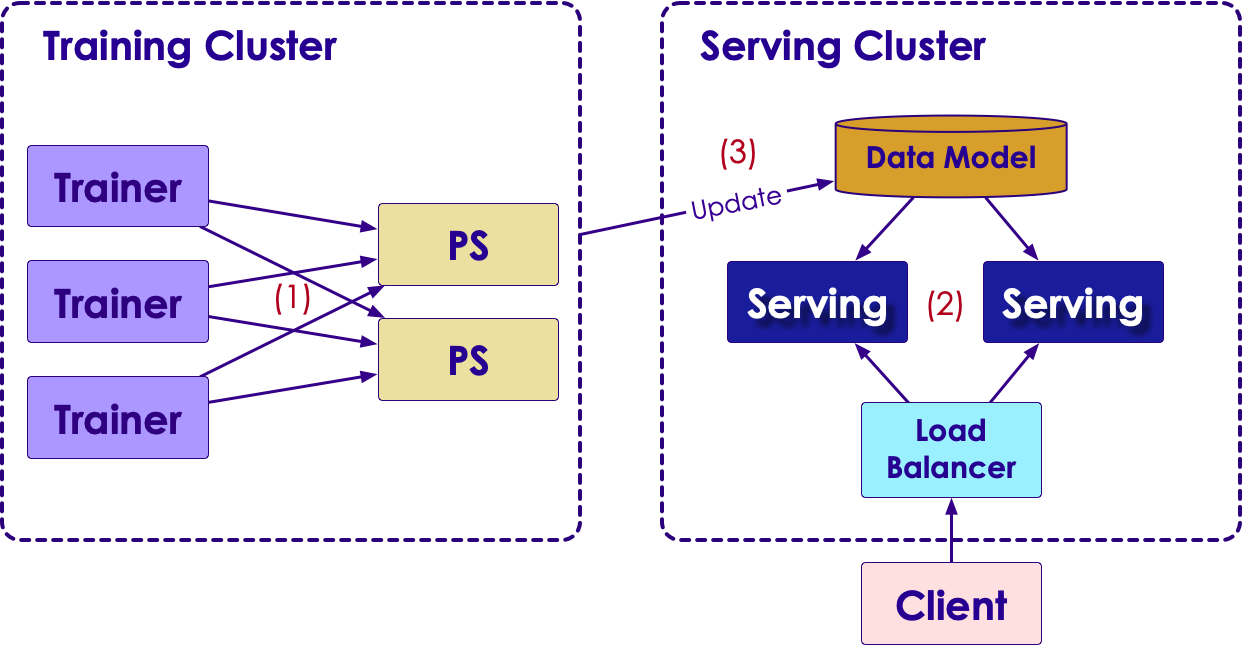 Training Cluster
Trainer
Trainer
Trainer
(1)
PS
PS
Serving Cluster
(3)
Update
Data Model
Serving
(2)
Serving
Load
Balancer
Client